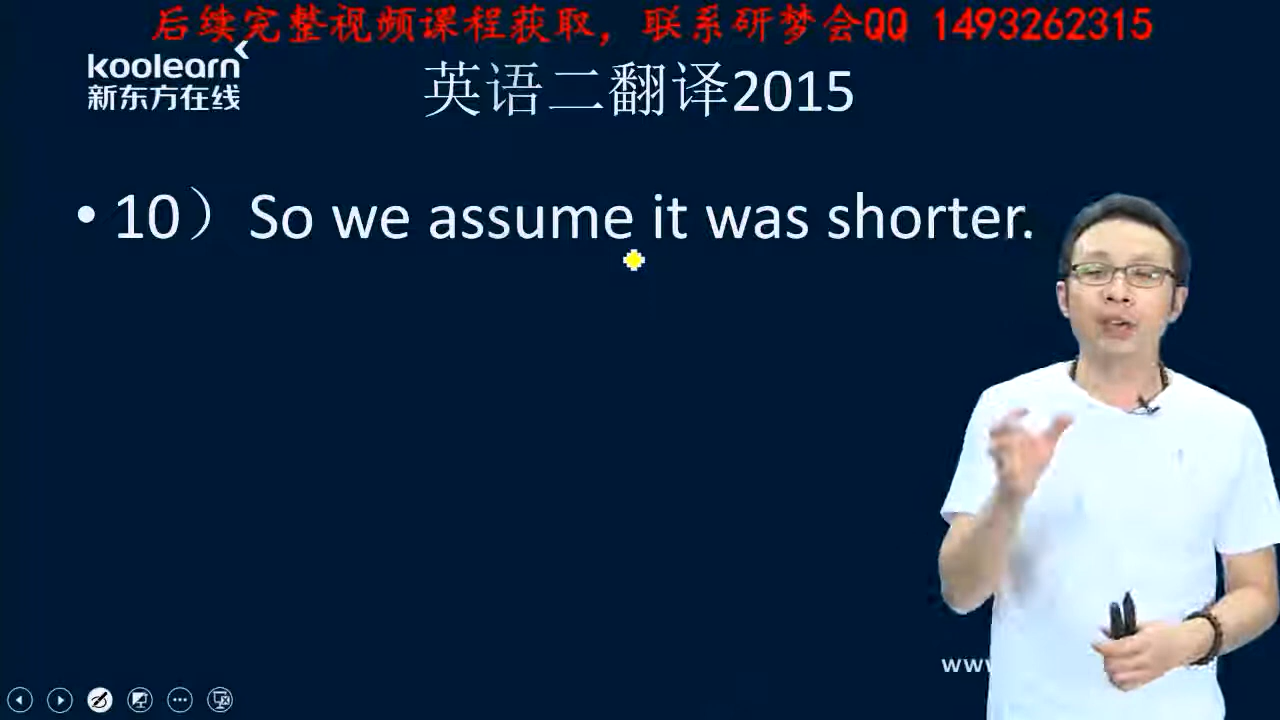 后续完整视频课程获取，联系研梦会QQ 1493262315
koolearn
新东方在线
英语二翻译2015
• 10）So we assume it was shorter.
www